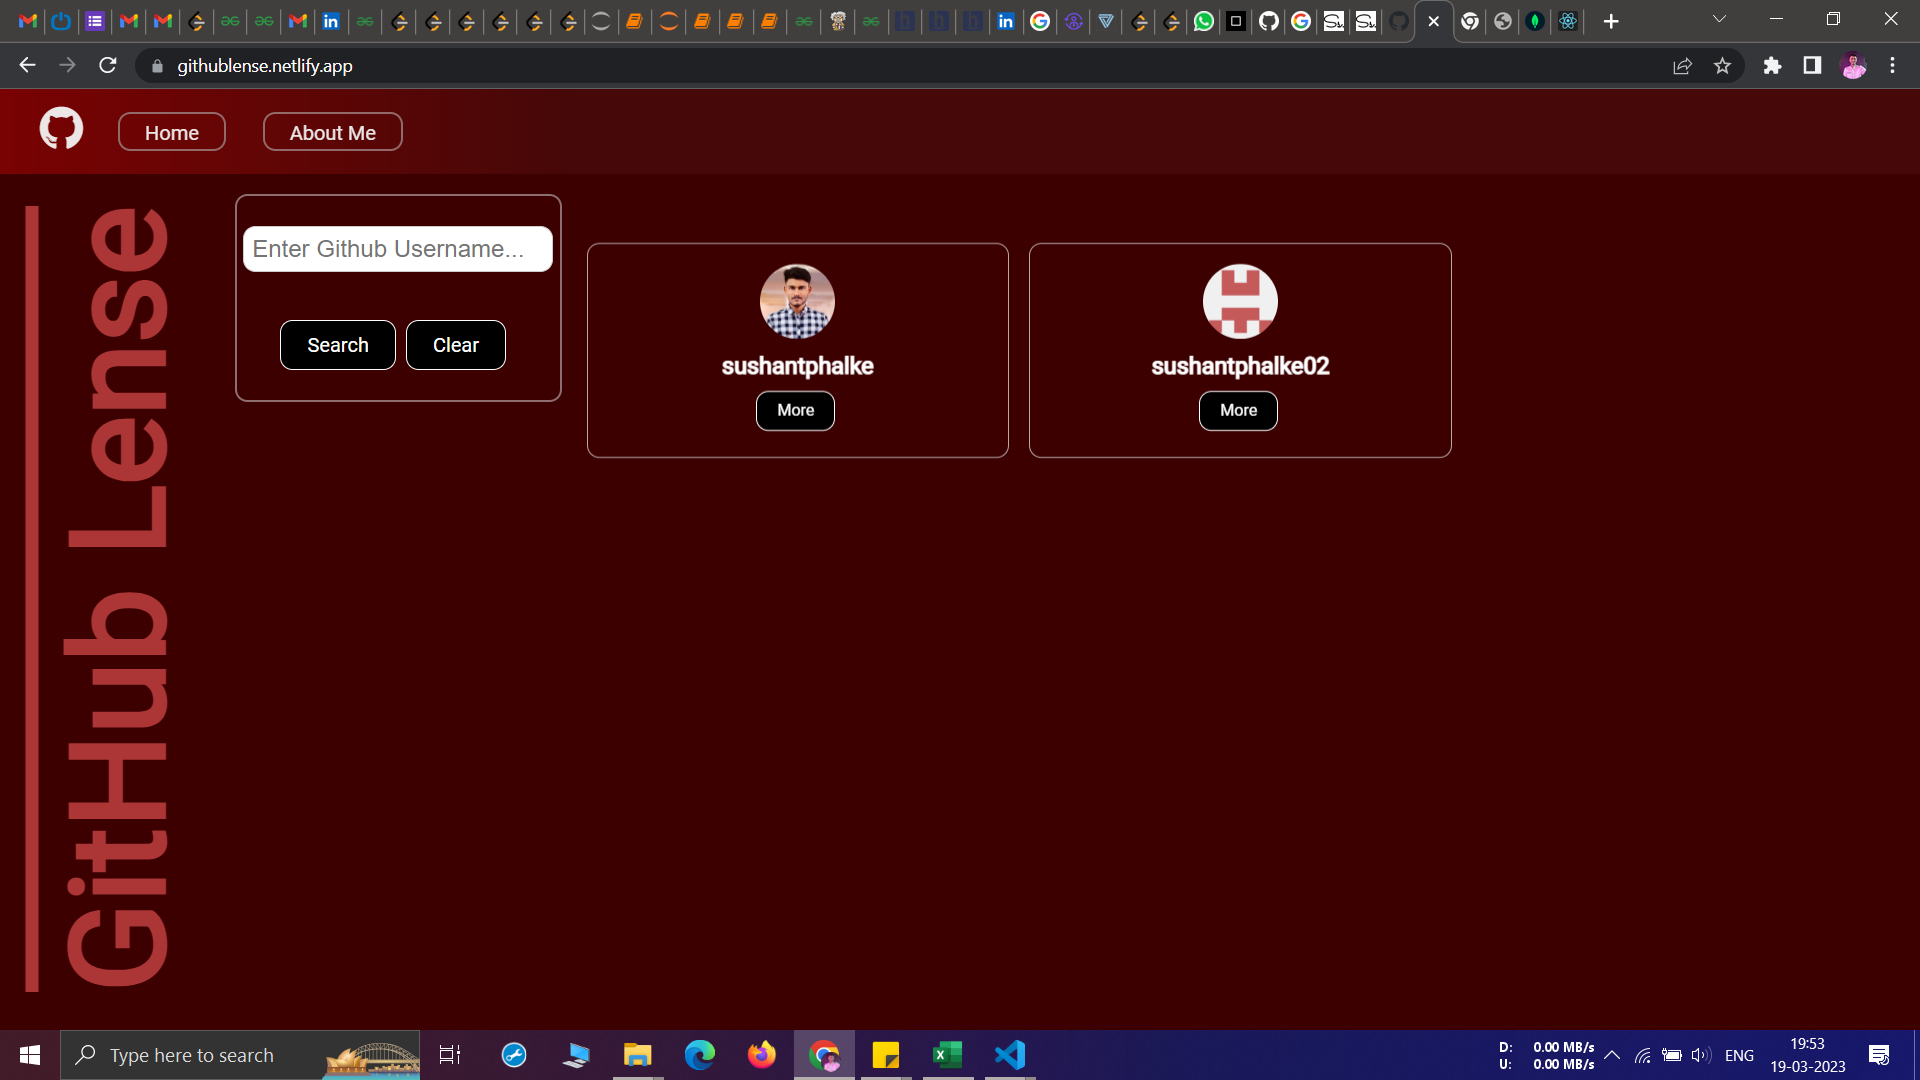 githublense.netlify.app
Home
About Me
GitHub Lense
Enter Github Username...
Search
Clear
sushantphalke
More
sushantphalke02
More
Type here to search
D: 0.00 MB/s
U: 0.00 MB/s
ENG
19:53
19-03-2023